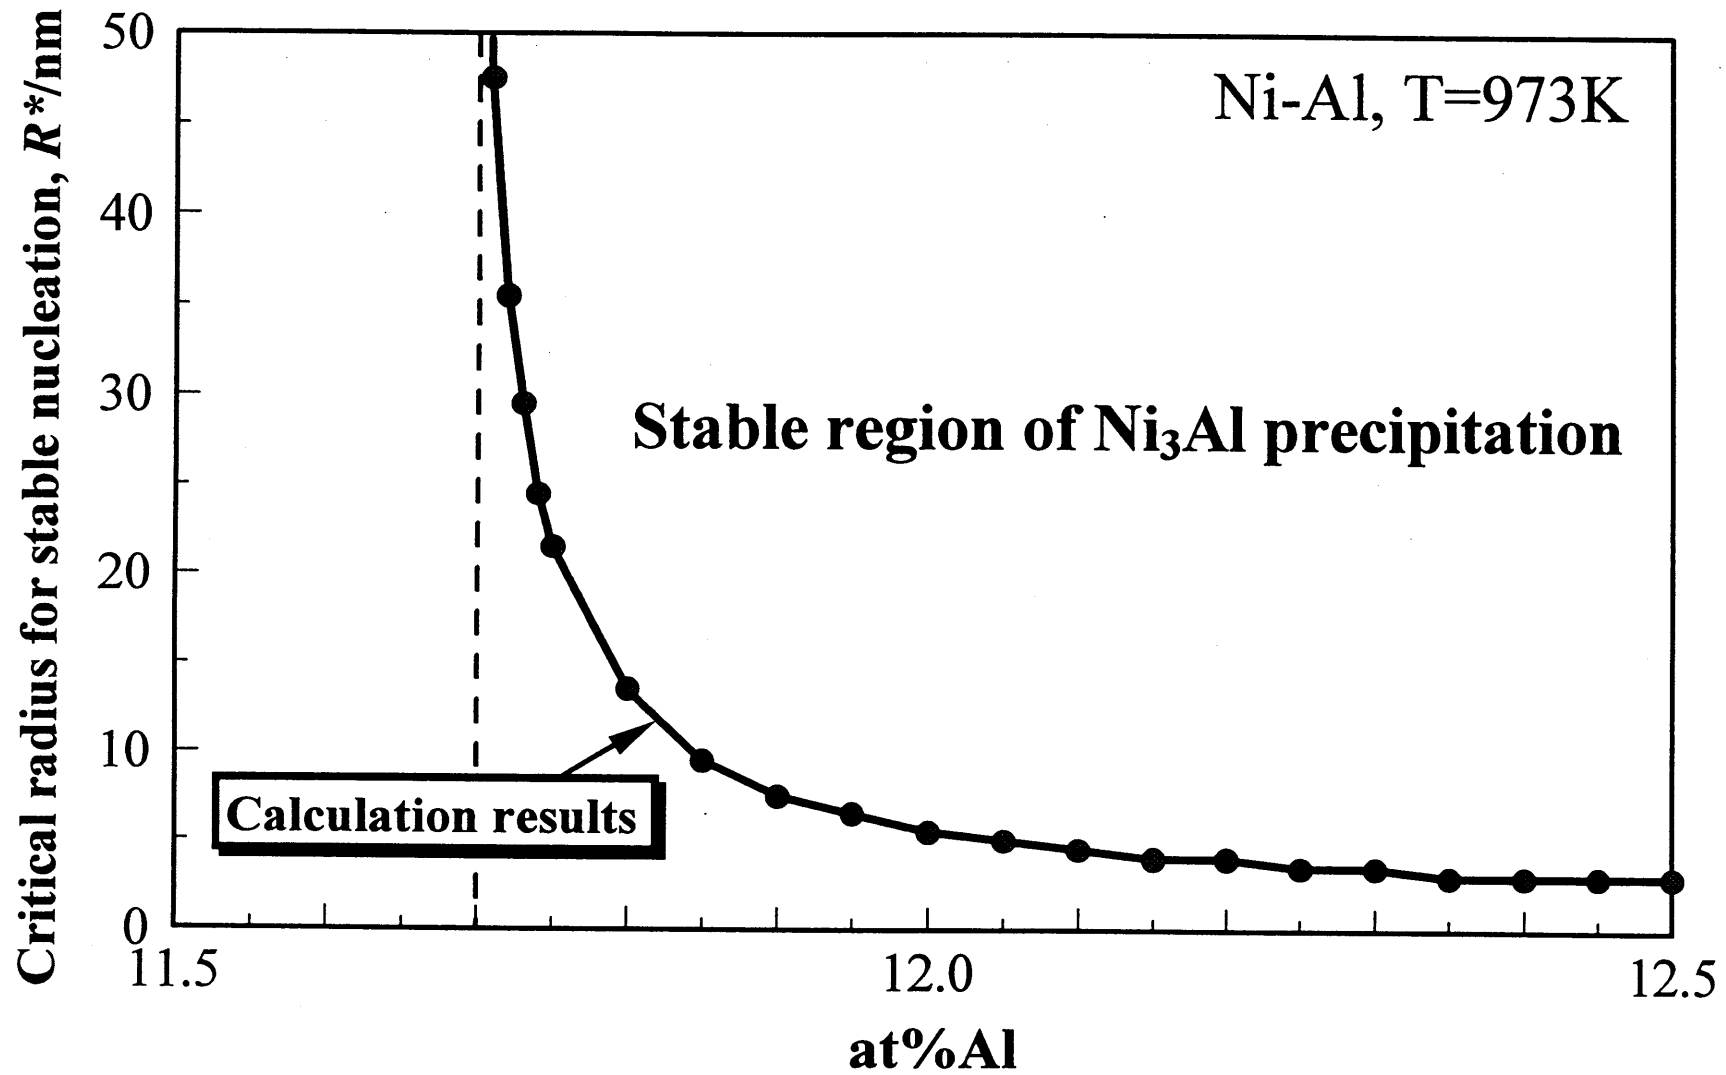 Critical radius for stable nucleation, R*/nm
50
40
30
20
10
0
Ni-Al, T=973K
Stable region of Ni₃Al precipitation
Calculation results
11.5
12.0
12.5
at%Al